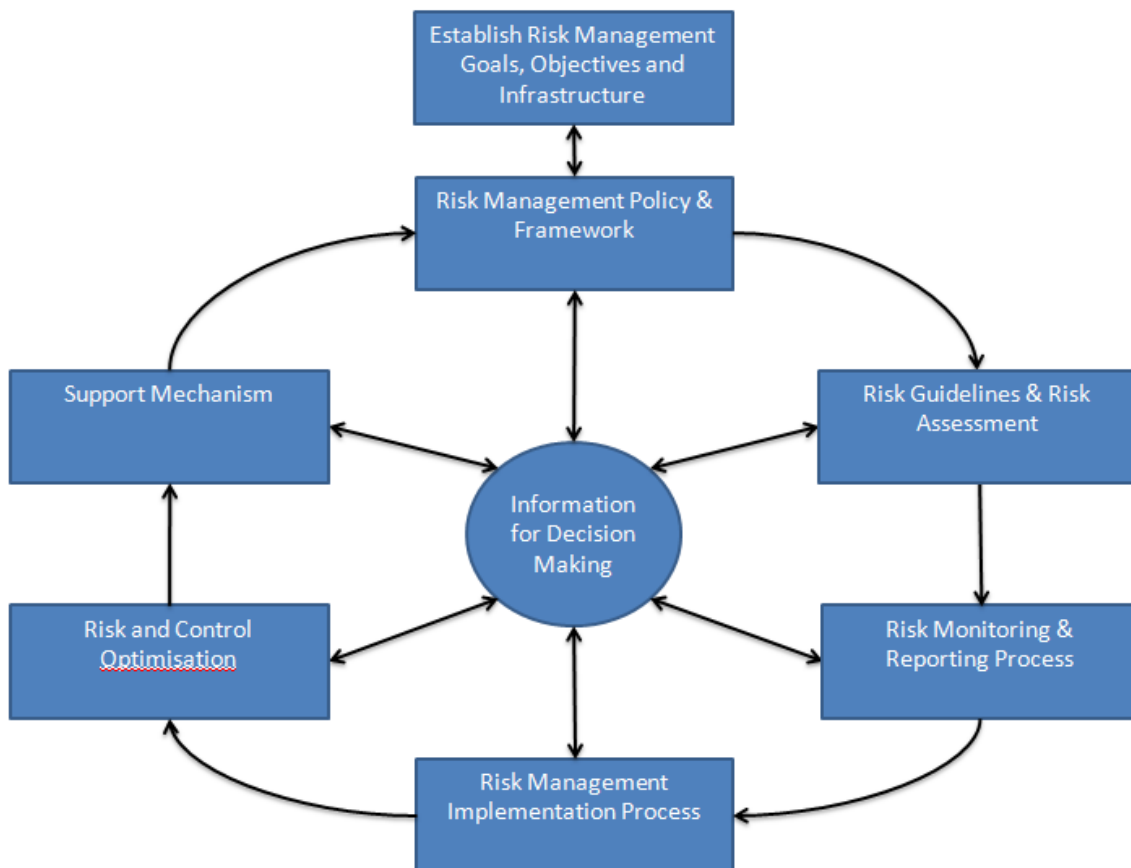 Establish Risk Management
Goals, Objectives and
Infrastructure
Risk Management Policy &
Framework
Support Mechanism
Risk Guidelines & Risk
Assessment
Information
for Decision
Making
Risk and Control
Optimisation
Risk Monitoring &
Reporting Process
Risk Management
Implementation Process